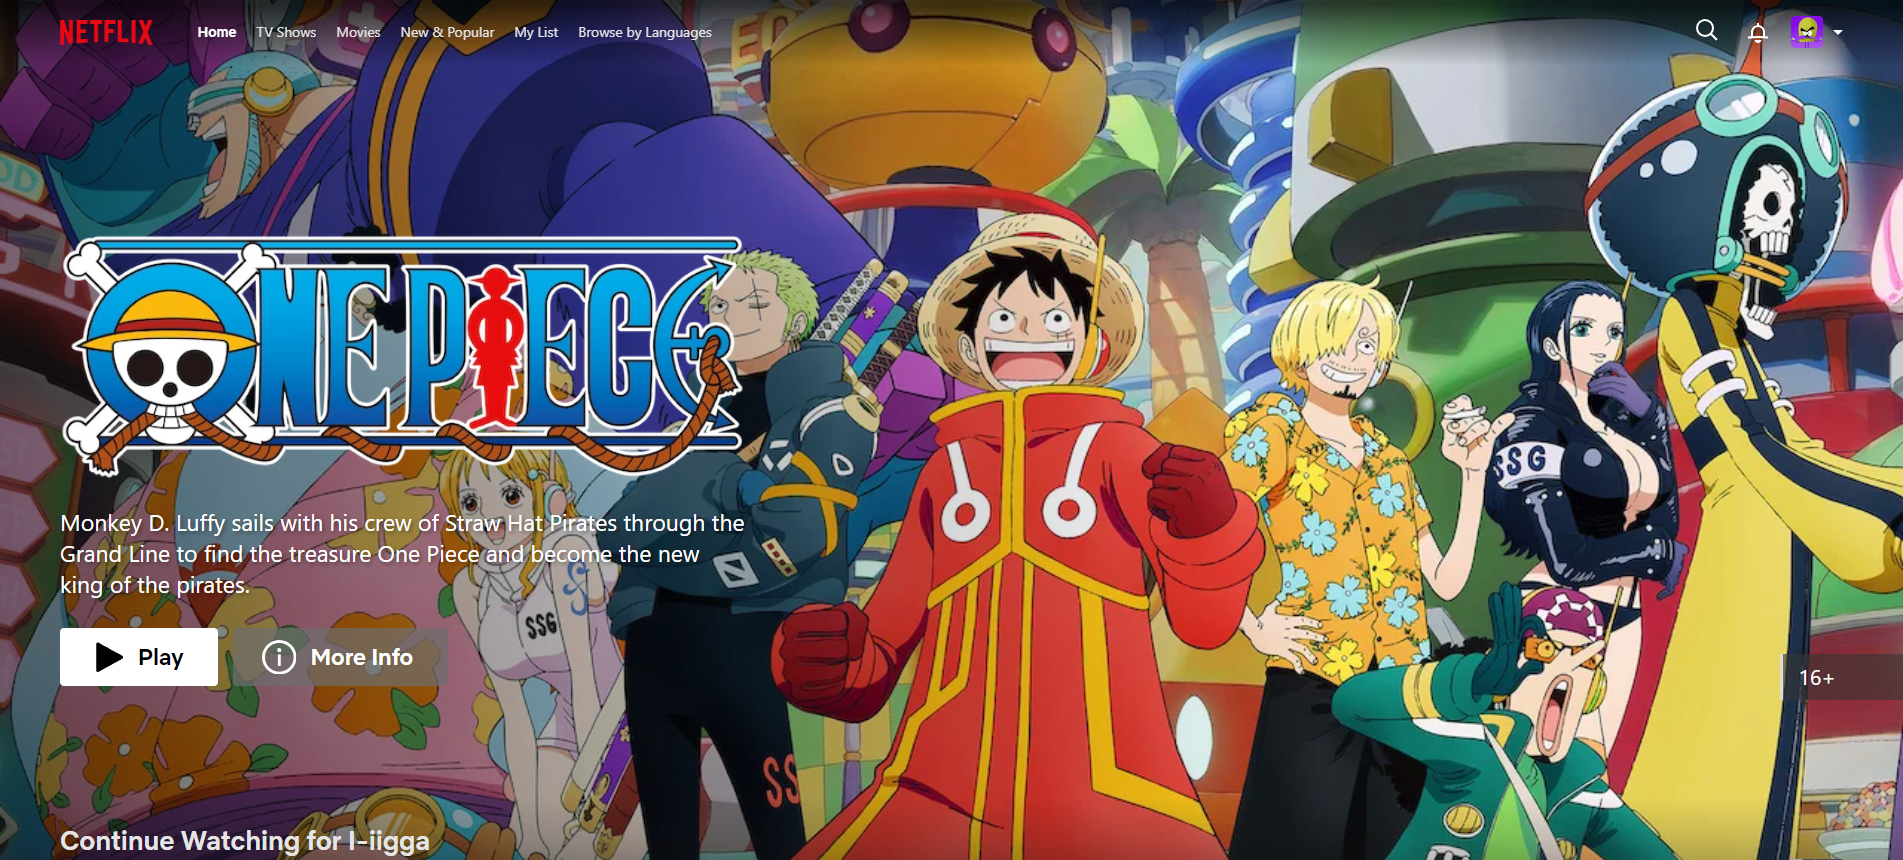 NETFLIX
Home
TV Shows
Movies
New & Popular
My List
Browse by Languages
ONE PIECE
Monkey D. Luffy sails with his crew of Straw Hat Pirates through the
Grand Line to find the treasure One Piece and become the new
king of the pirates.
SSG
SSG
SS
Play
More Info
16+
Continue Watching for I-iigga